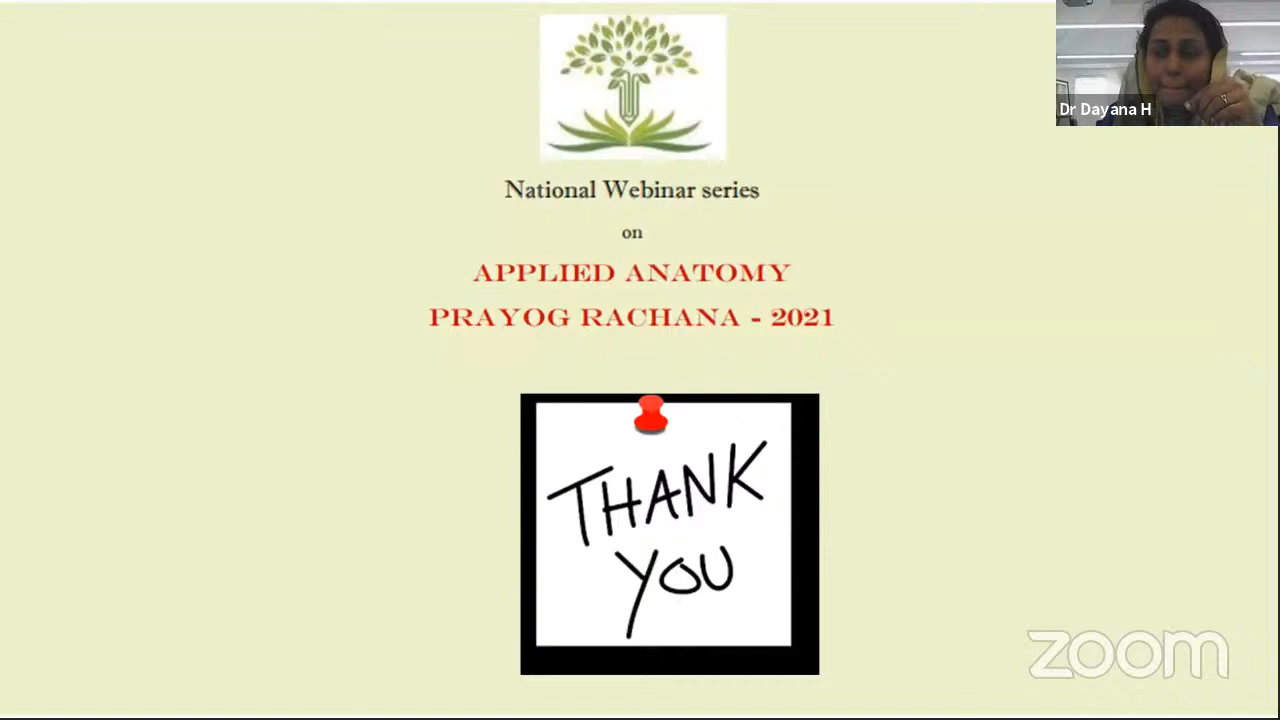 Dr Dayana H
National Webinar series
on
APPLIED ANATOMY
PRAYOG RACHANA - 2021
THANK
YOU
zoom